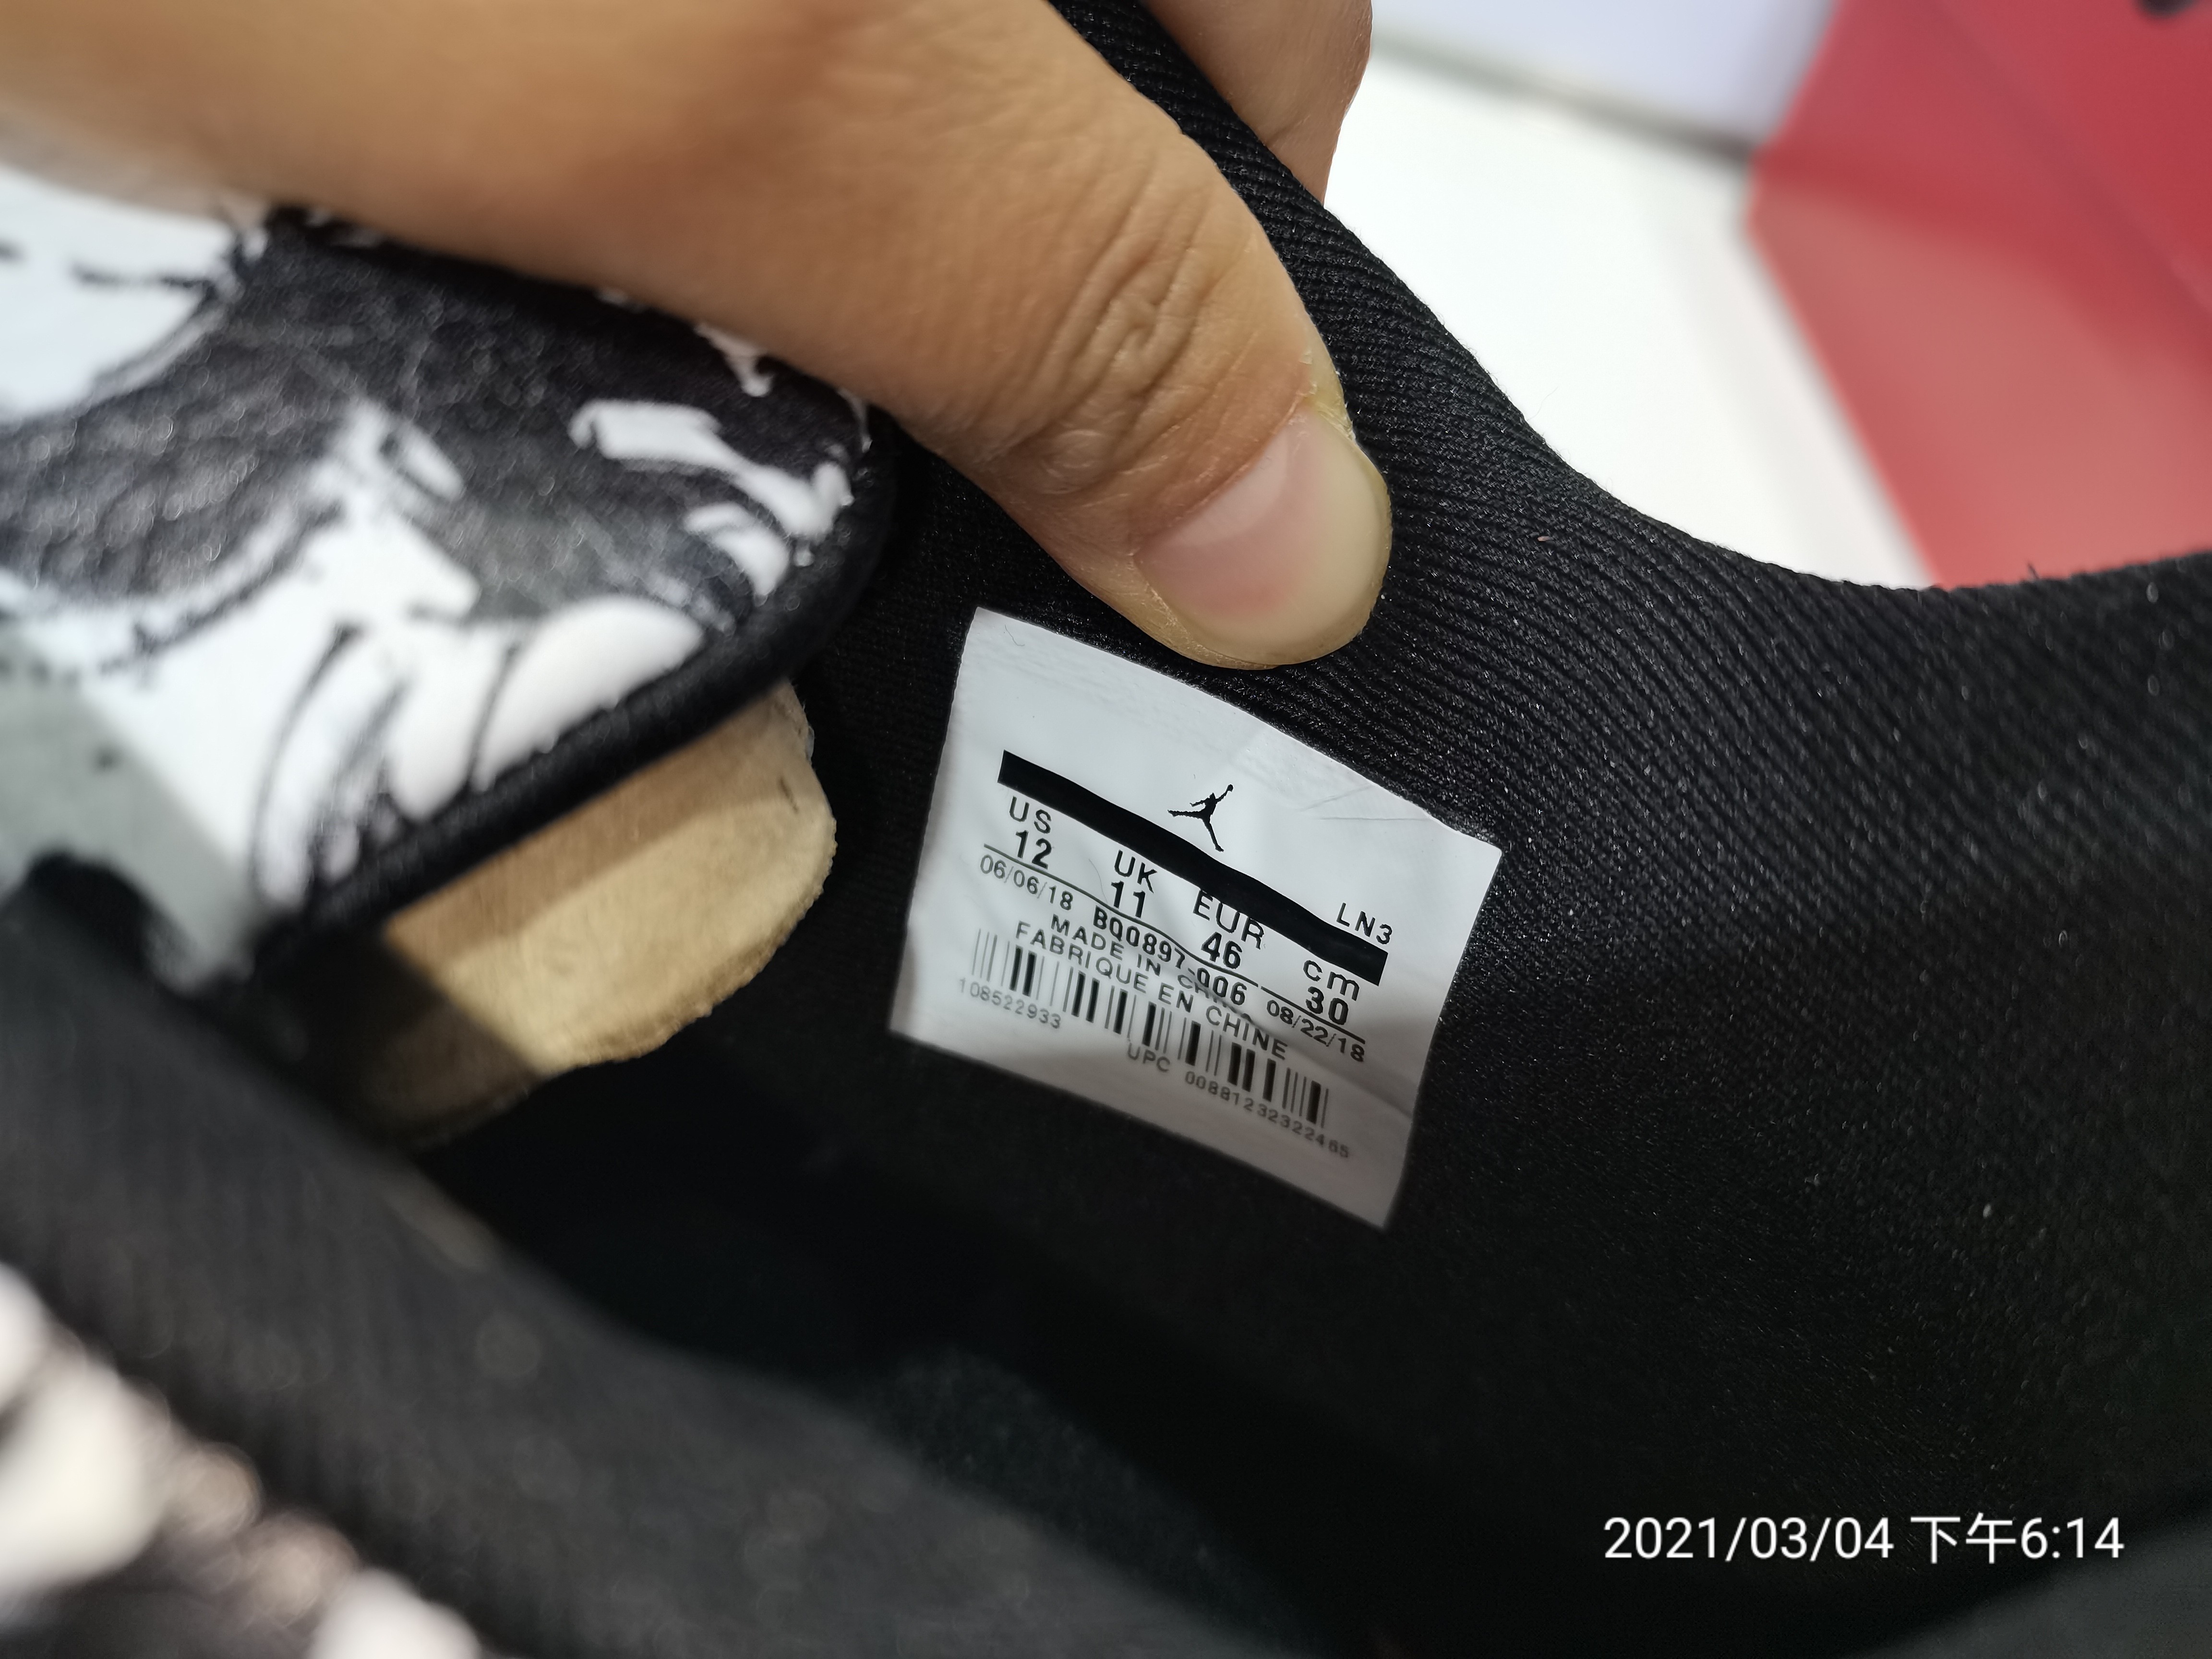 LN3
US UK EUR cm
12 11 46 30
06/06/18 BQ0897-006 08/22/18
MADE IN CHINA
FABRIQUE EN CHINE
108522933
UPC 00881232322465
2021/03/04 下午6:14